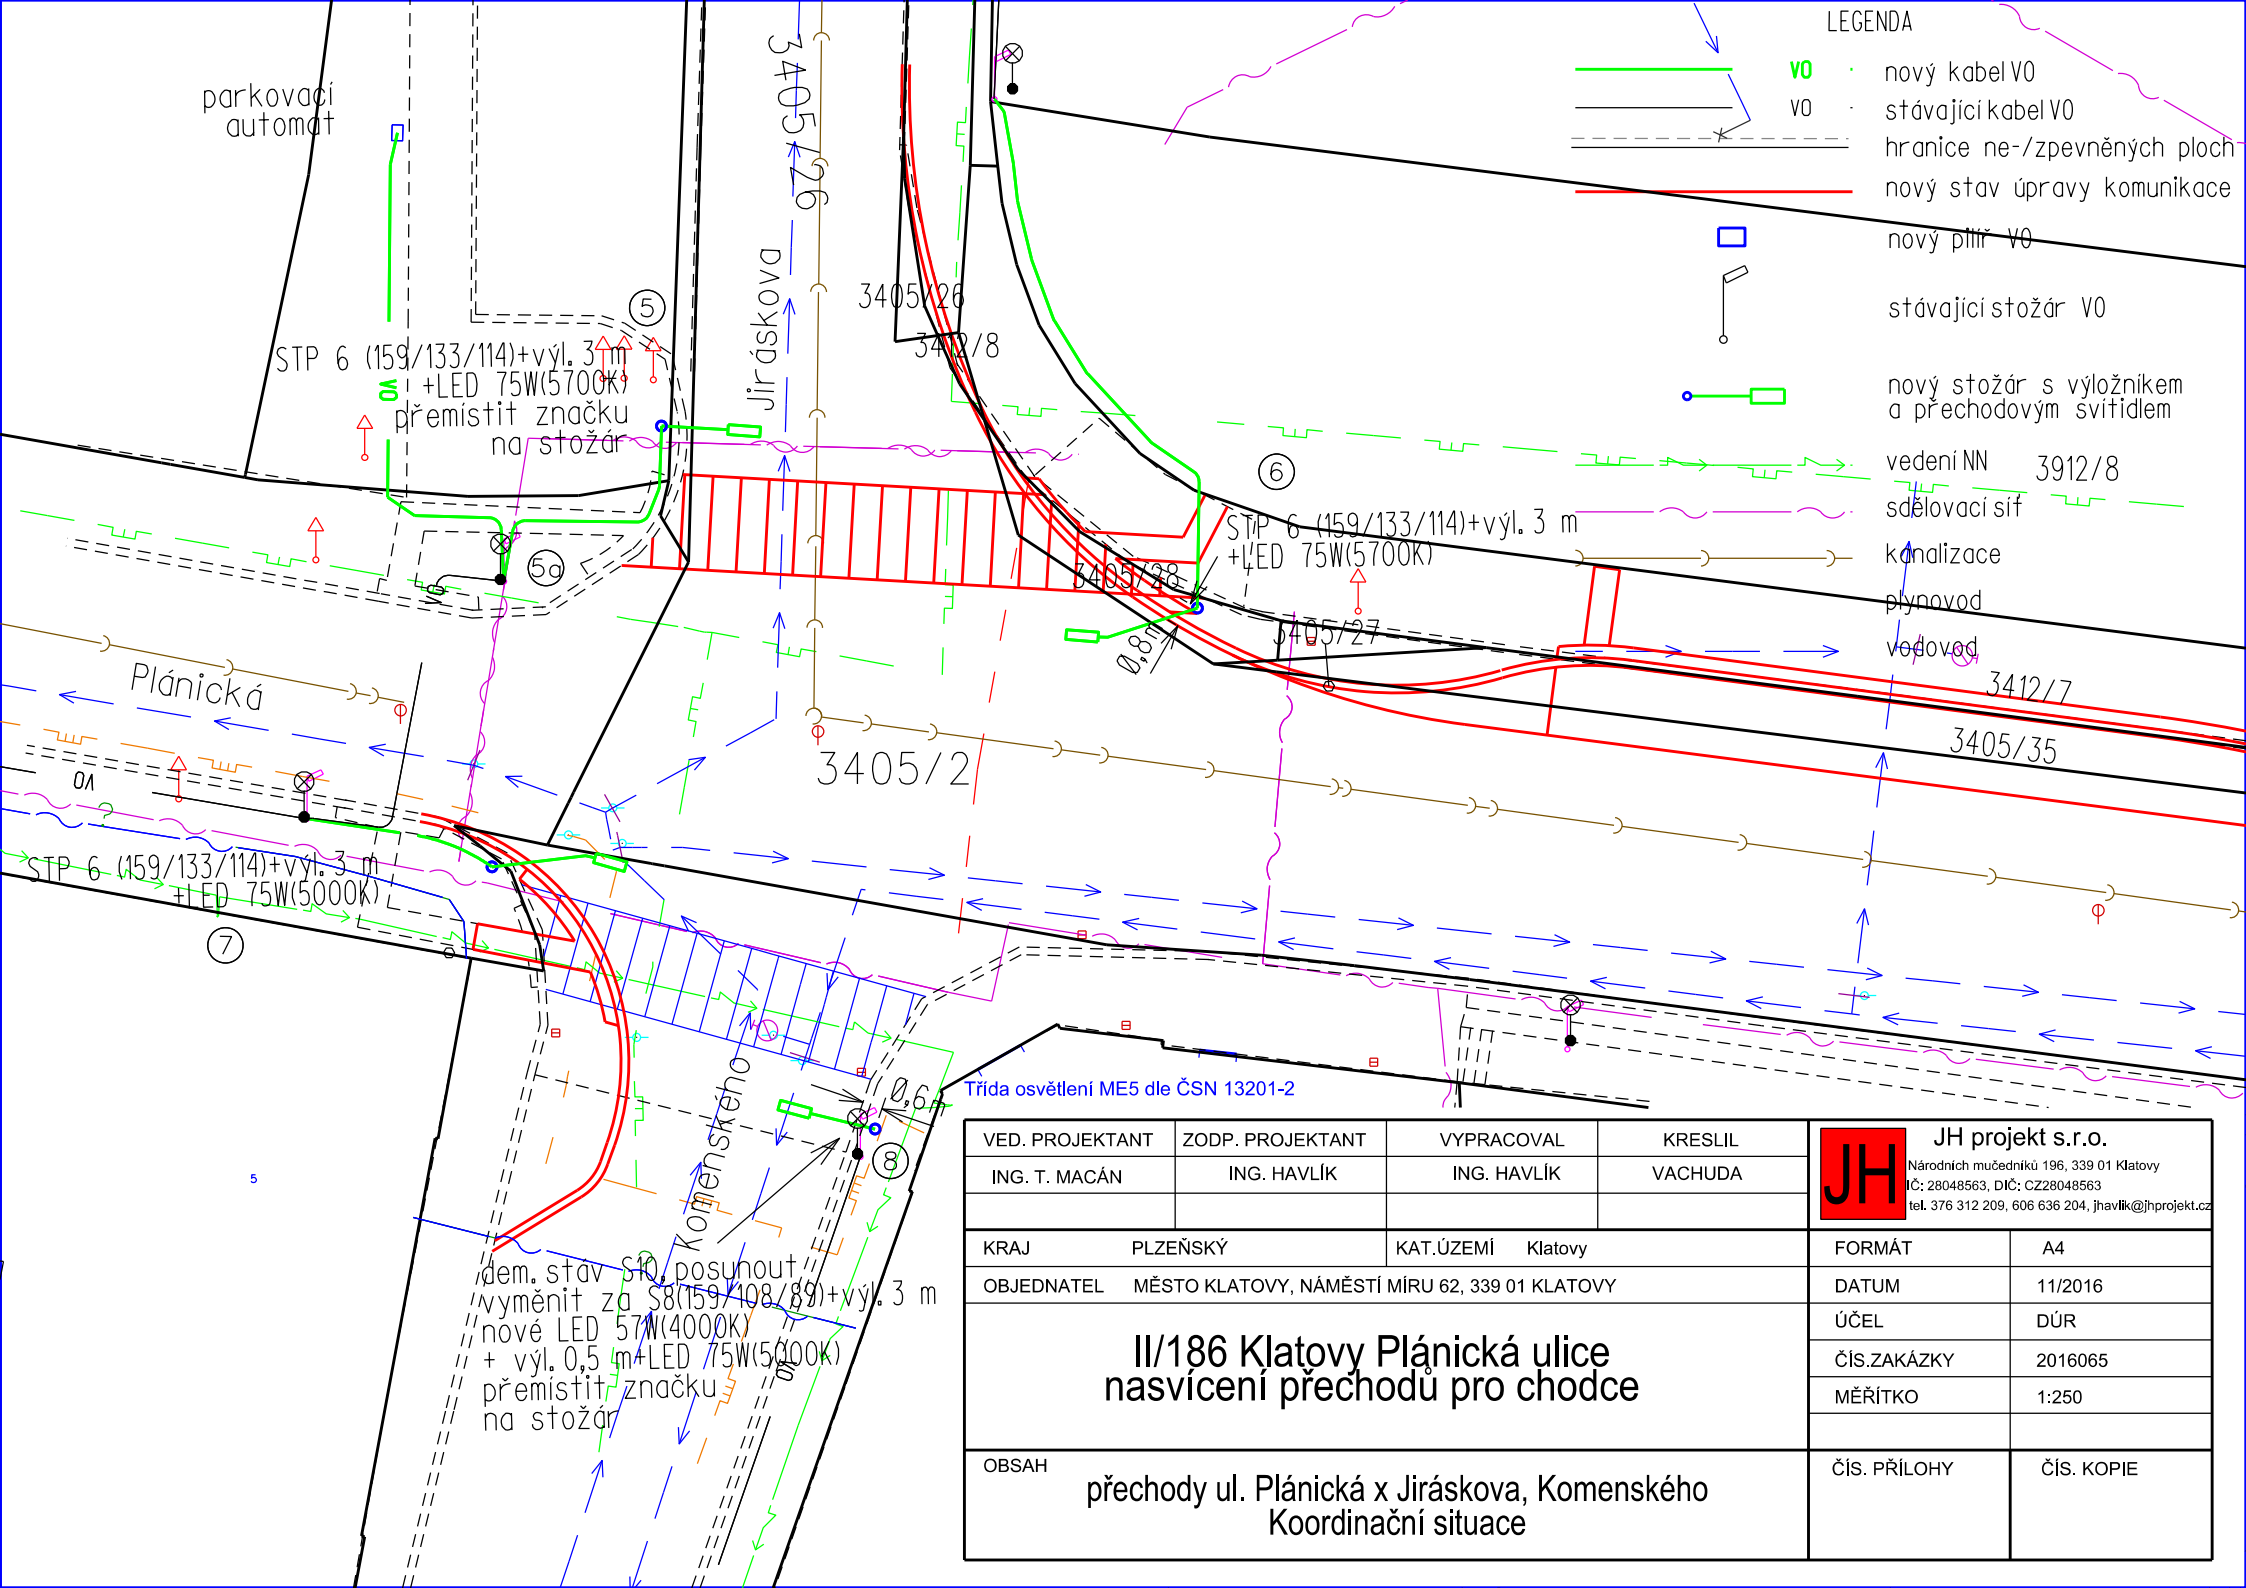 parkovací
automat
3405/26
Jiráskova
3405/26
3412/8
5
STP 6 (159/133/114)+výl. 3 m
+LED 75W(5700K)
přemístit značku
na stožár
VO
5a
VO
6
STP 6 (159/133/114)+výl. 3 m
+LED 75W(5700K)
3405/28
3405/27
0,8m
Plánická
3405/2
3412/7
3405/35
VO
STP 6 (159/133/114)+výl. 3 m
+LED 75W(5000K)
7
Komenského
0,6m
8
5
dem. stáv S10, posunout
vyměnit za S8(159/108/89)+výl. 3 m
nové LED 57W(4000K)
+ výl. 0,5 m+LED 75W(5000K)
přemístit značku
na stožár
VO
LEGENDA
VO nový kabel VO
VO stávající kabel VO
hranice ne-/zpevněných ploch
nový stav úpravy komunikace
nový pilíř VO
stávající stožár VO
nový stožár s výložníkem
a přechodovým svítidlem
vedení NN 3912/8
sdělovací síť
kanalizace
plynovod
vodovod
Třída osvětlení ME5 dle ČSN 13201-2
VED. PROJEKTANT ZODP. PROJEKTANT VYPRACOVAL KRESLIL
ING. T. MACÁN ING. HAVLÍK ING. HAVLÍK VACHUDA
JH
JH projekt s.r.o.
Národních mučedníků 196, 339 01 Klatovy
IČ: 28048563, DIČ: CZ28048563
tel. 376 312 209, 606 636 204, jhavlik@jhprojekt.cz
KRAJ PLZEŇSKÝ KAT.ÚZEMÍ Klatovy
OBJEDNATEL MĚSTO KLATOVY, NÁMĚSTÍ MÍRU 62, 339 01 KLATOVY
FORMÁT A4
DATUM 11/2016
ÚČEL DÚR
ČÍS.ZAKÁZKY 2016065
MĚŘÍTKO 1:250
II/186 Klatovy Plánická ulice
nasvícení přechodů pro chodce
OBSAH
přechody ul. Plánická x Jiráskova, Komenského
Koordinační situace
ČÍS. PŘÍLOHY ČÍS. KOPIE